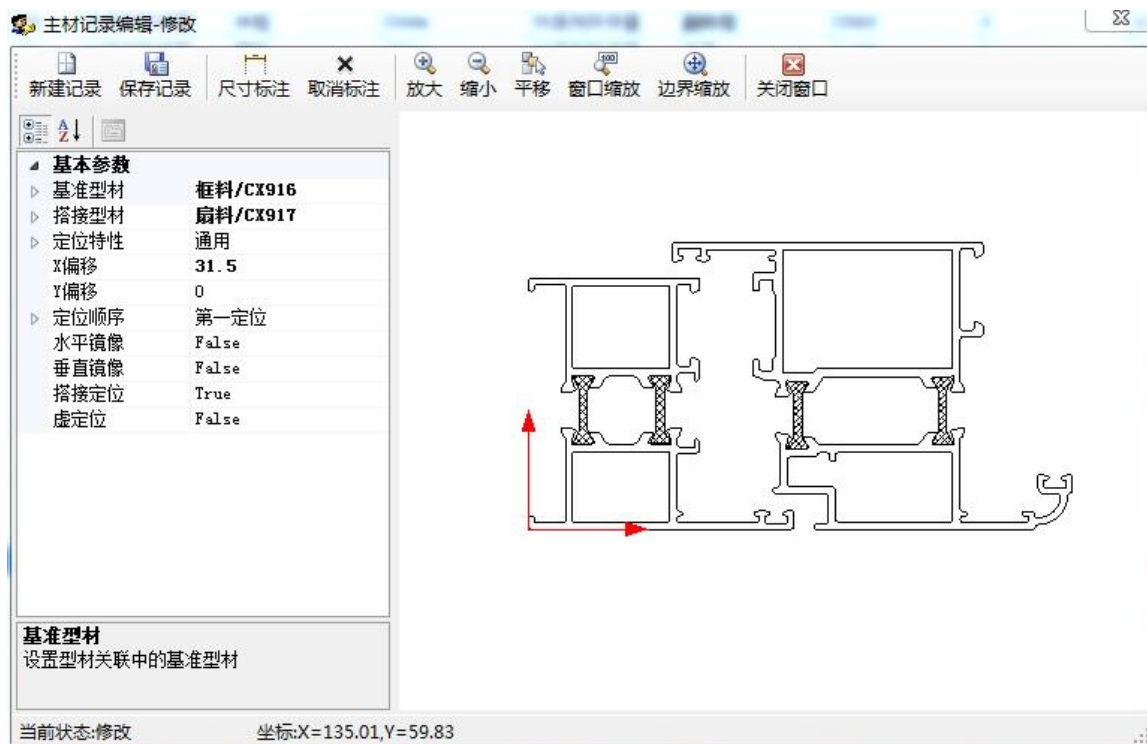 主材记录编辑-修改
新建记录 保存记录 尺寸标注 取消标注 放大 缩小 平移 窗口缩放 边界缩放 关闭窗口
基本参数
基准型材 框料/CX916
搭接型材 扇料/CX917
定位特性 通用
X偏移 31.5
Y偏移 0
定位顺序 第一定位
水平镜像 False
垂直镜像 False
搭接定位 True
虚定位 False
基准型材
设置型材关联中的基准型材
当前状态:修改 坐标:X=135.01,Y=59.83